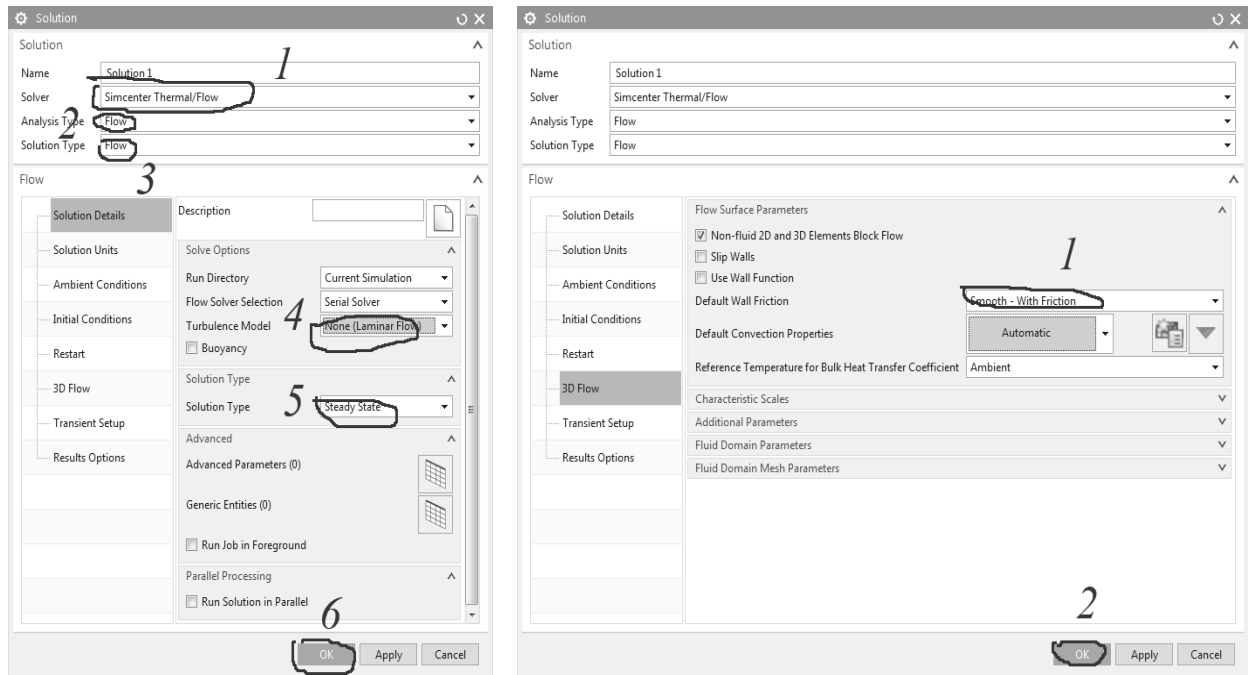 Solution
Solution
1
Name Solution 1
Solver Simcenter Thermal/Flow
2
Analysis Type Flow
Solution Type Flow
3
Flow
Solution Details
Solution Units
Ambient Conditions
Initial Conditions
Restart
3D Flow
Transient Setup
Results Options
Description
Solve Options
Run Directory Current Simulation
Flow Solver Selection Serial Solver
4
Turbulence Model None (Laminar Flow)
Buoyancy
Solution Type
5
Solution Type Steady State
Advanced
Advanced Parameters (0)
Generic Entities (0)
Run Job in Foreground
Parallel Processing
Run Solution in Parallel
6
OK Apply Cancel
Solution
Solution
Name Solution 1
Solver Simcenter Thermal/Flow
Analysis Type Flow
Solution Type Flow
Flow
Solution Details
Solution Units
Ambient Conditions
Initial Conditions
Restart
3D Flow
Transient Setup
Results Options
Flow Surface Parameters
Non-fluid 2D and 3D Elements Block Flow
Slip Walls
1
Use Wall Function
Default Wall Friction Smooth - With Friction
Default Convection Properties Automatic
Reference Temperature for Bulk Heat Transfer Coefficient Ambient
Characteristic Scales
Additional Parameters
Fluid Domain Parameters
Fluid Domain Mesh Parameters
2
OK Apply Cancel